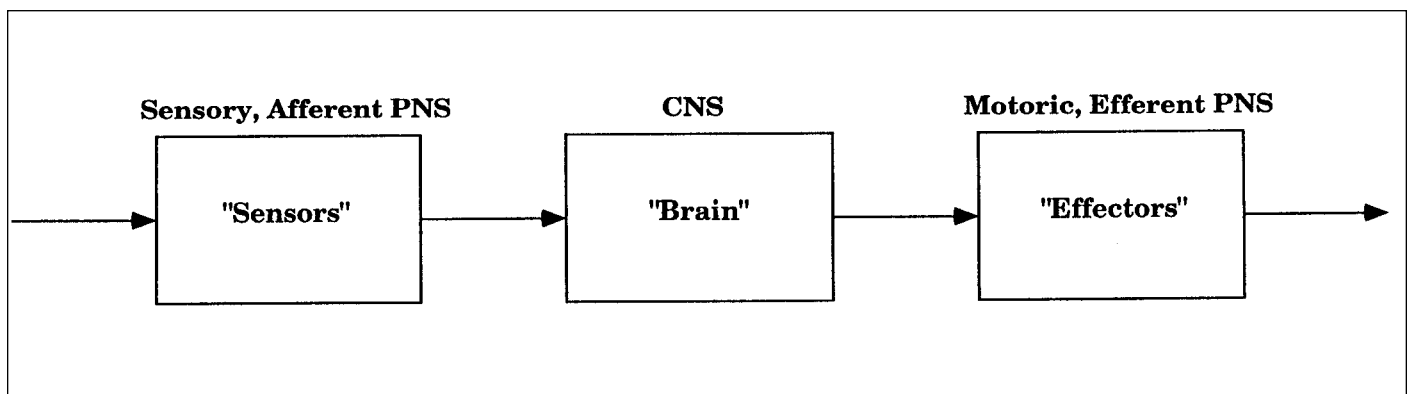 Sensory, Afferent PNS
CNS
Motoric, Efferent PNS
"Sensors"
"Brain"
"Effectors"